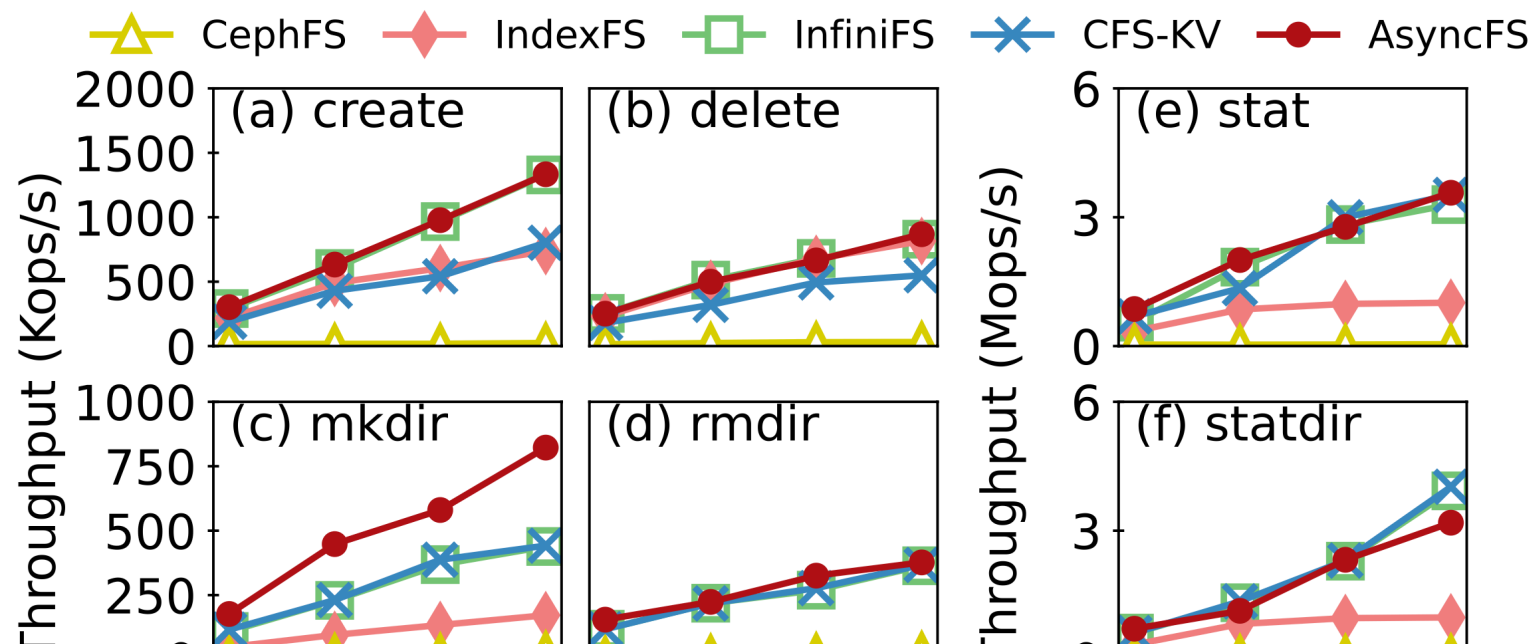 CephFS IndexFS InfiniFS CFS-KV AsyncFS
Throughput (Kops/s)
2000
1500
1000
500
0
(a) create
(b) delete
Throughput (Mops/s)
6
3
0
(e) stat
1000
750
500
250
(c) mkdir
(d) rmdir
6
3
(f) statdir